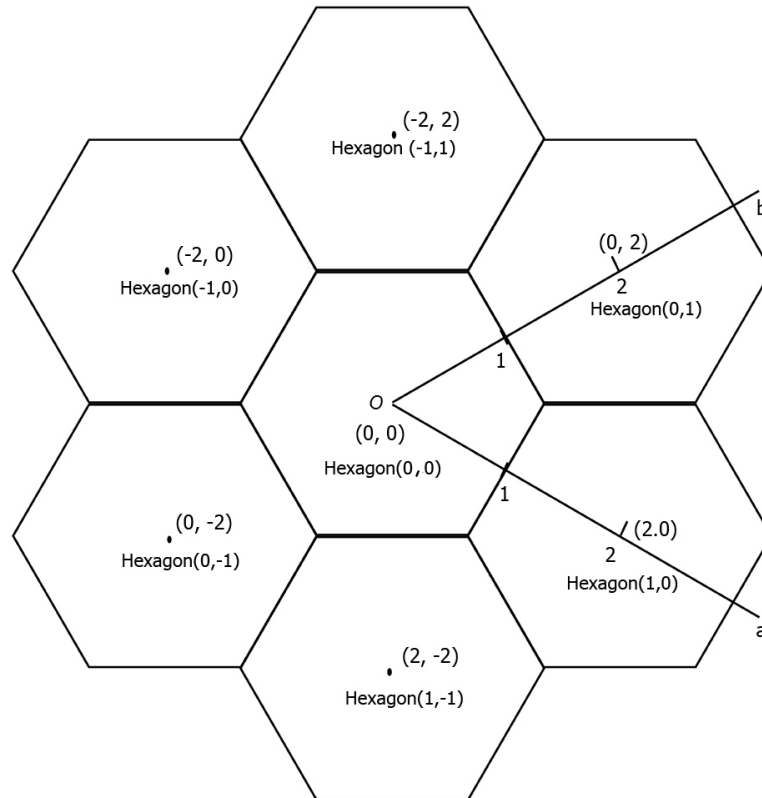 (-2, 2)
Hexagon (-1,1)
b
(0, 2)
(-2, 0)
2
Hexagon(-1,0)
Hexagon(0,1)
1
O
(0, 0)
Hexagon(0,0)
1
(0, -2)
(2.0)
2
Hexagon(0,-1)
Hexagon(1,0)
a
(2, -2)
Hexagon(1,-1)